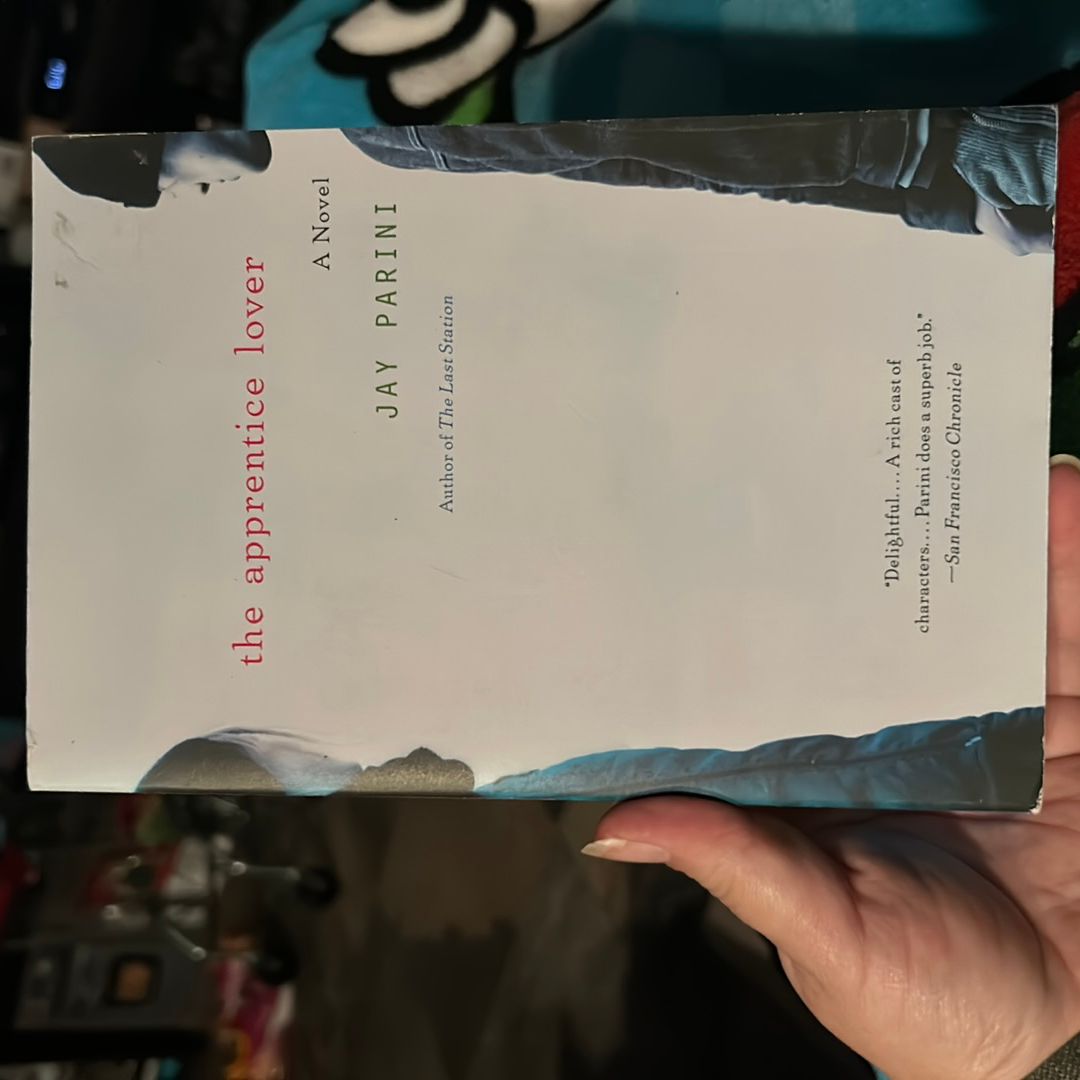 the apprentice lover
A Novel
JAY PARINI
Author of The Last Station
"Delightful.... A rich cast of
characters.... Parini does a superb job."
—San Francisco Chronicle